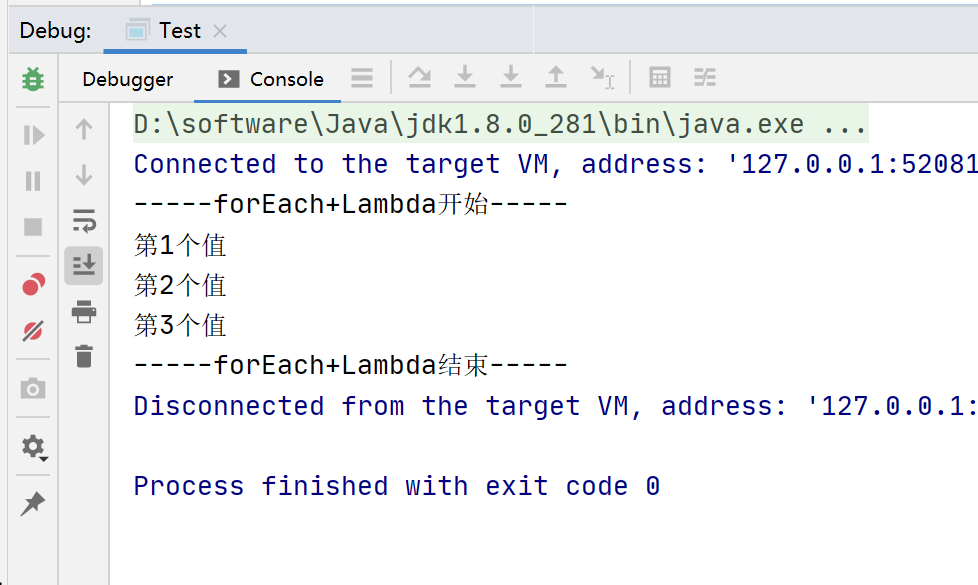 Debug: Test
Debugger Console
D:\software\Java\jdk1.8.0_281\bin\java.exe ...
Connected to the target VM, address: '127.0.0.1:52081
-----forEach+Lambda开始-----
第1个值
第2个值
第3个值
-----forEach+Lambda结束-----
Disconnected from the target VM, address: '127.0.0.1:
Process finished with exit code 0